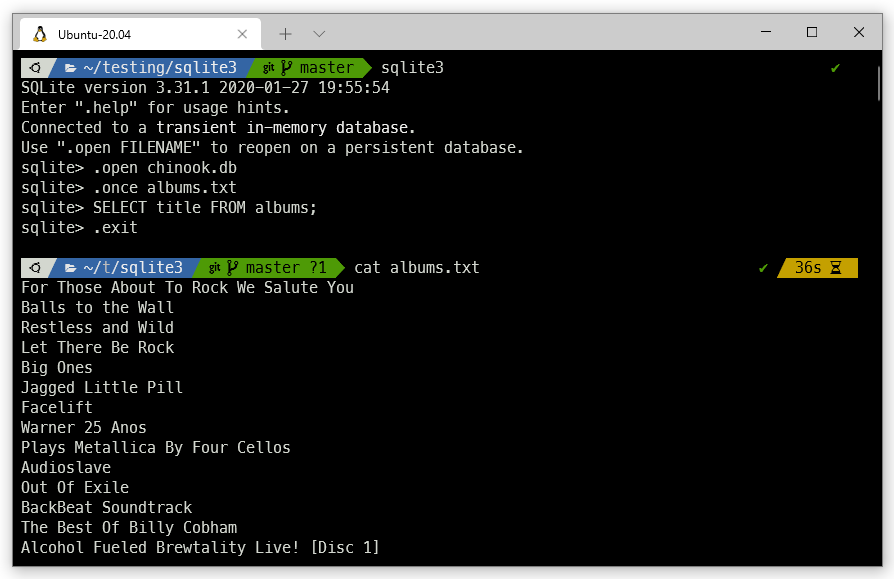 Ubuntu-20.04
~/testing/sqlite3 git master sqlite3 ✔
SQLite version 3.31.1 2020-01-27 19:55:54
Enter ".help" for usage hints.
Connected to a transient in-memory database.
Use ".open FILENAME" to reopen on a persistent database.
sqlite> .open chinook.db
sqlite> .once albums.txt
sqlite> SELECT title FROM albums;
sqlite> .exit
~/t/sqlite3 git master ?1 cat albums.txt ✔ 36s
For Those About To Rock We Salute You
Balls to the Wall
Restless and Wild
Let There Be Rock
Big Ones
Jagged Little Pill
Facelift
Warner 25 Anos
Plays Metallica By Four Cellos
Audioslave
Out Of Exile
BackBeat Soundtrack
The Best Of Billy Cobham
Alcohol Fueled Brewtality Live! [Disc 1]